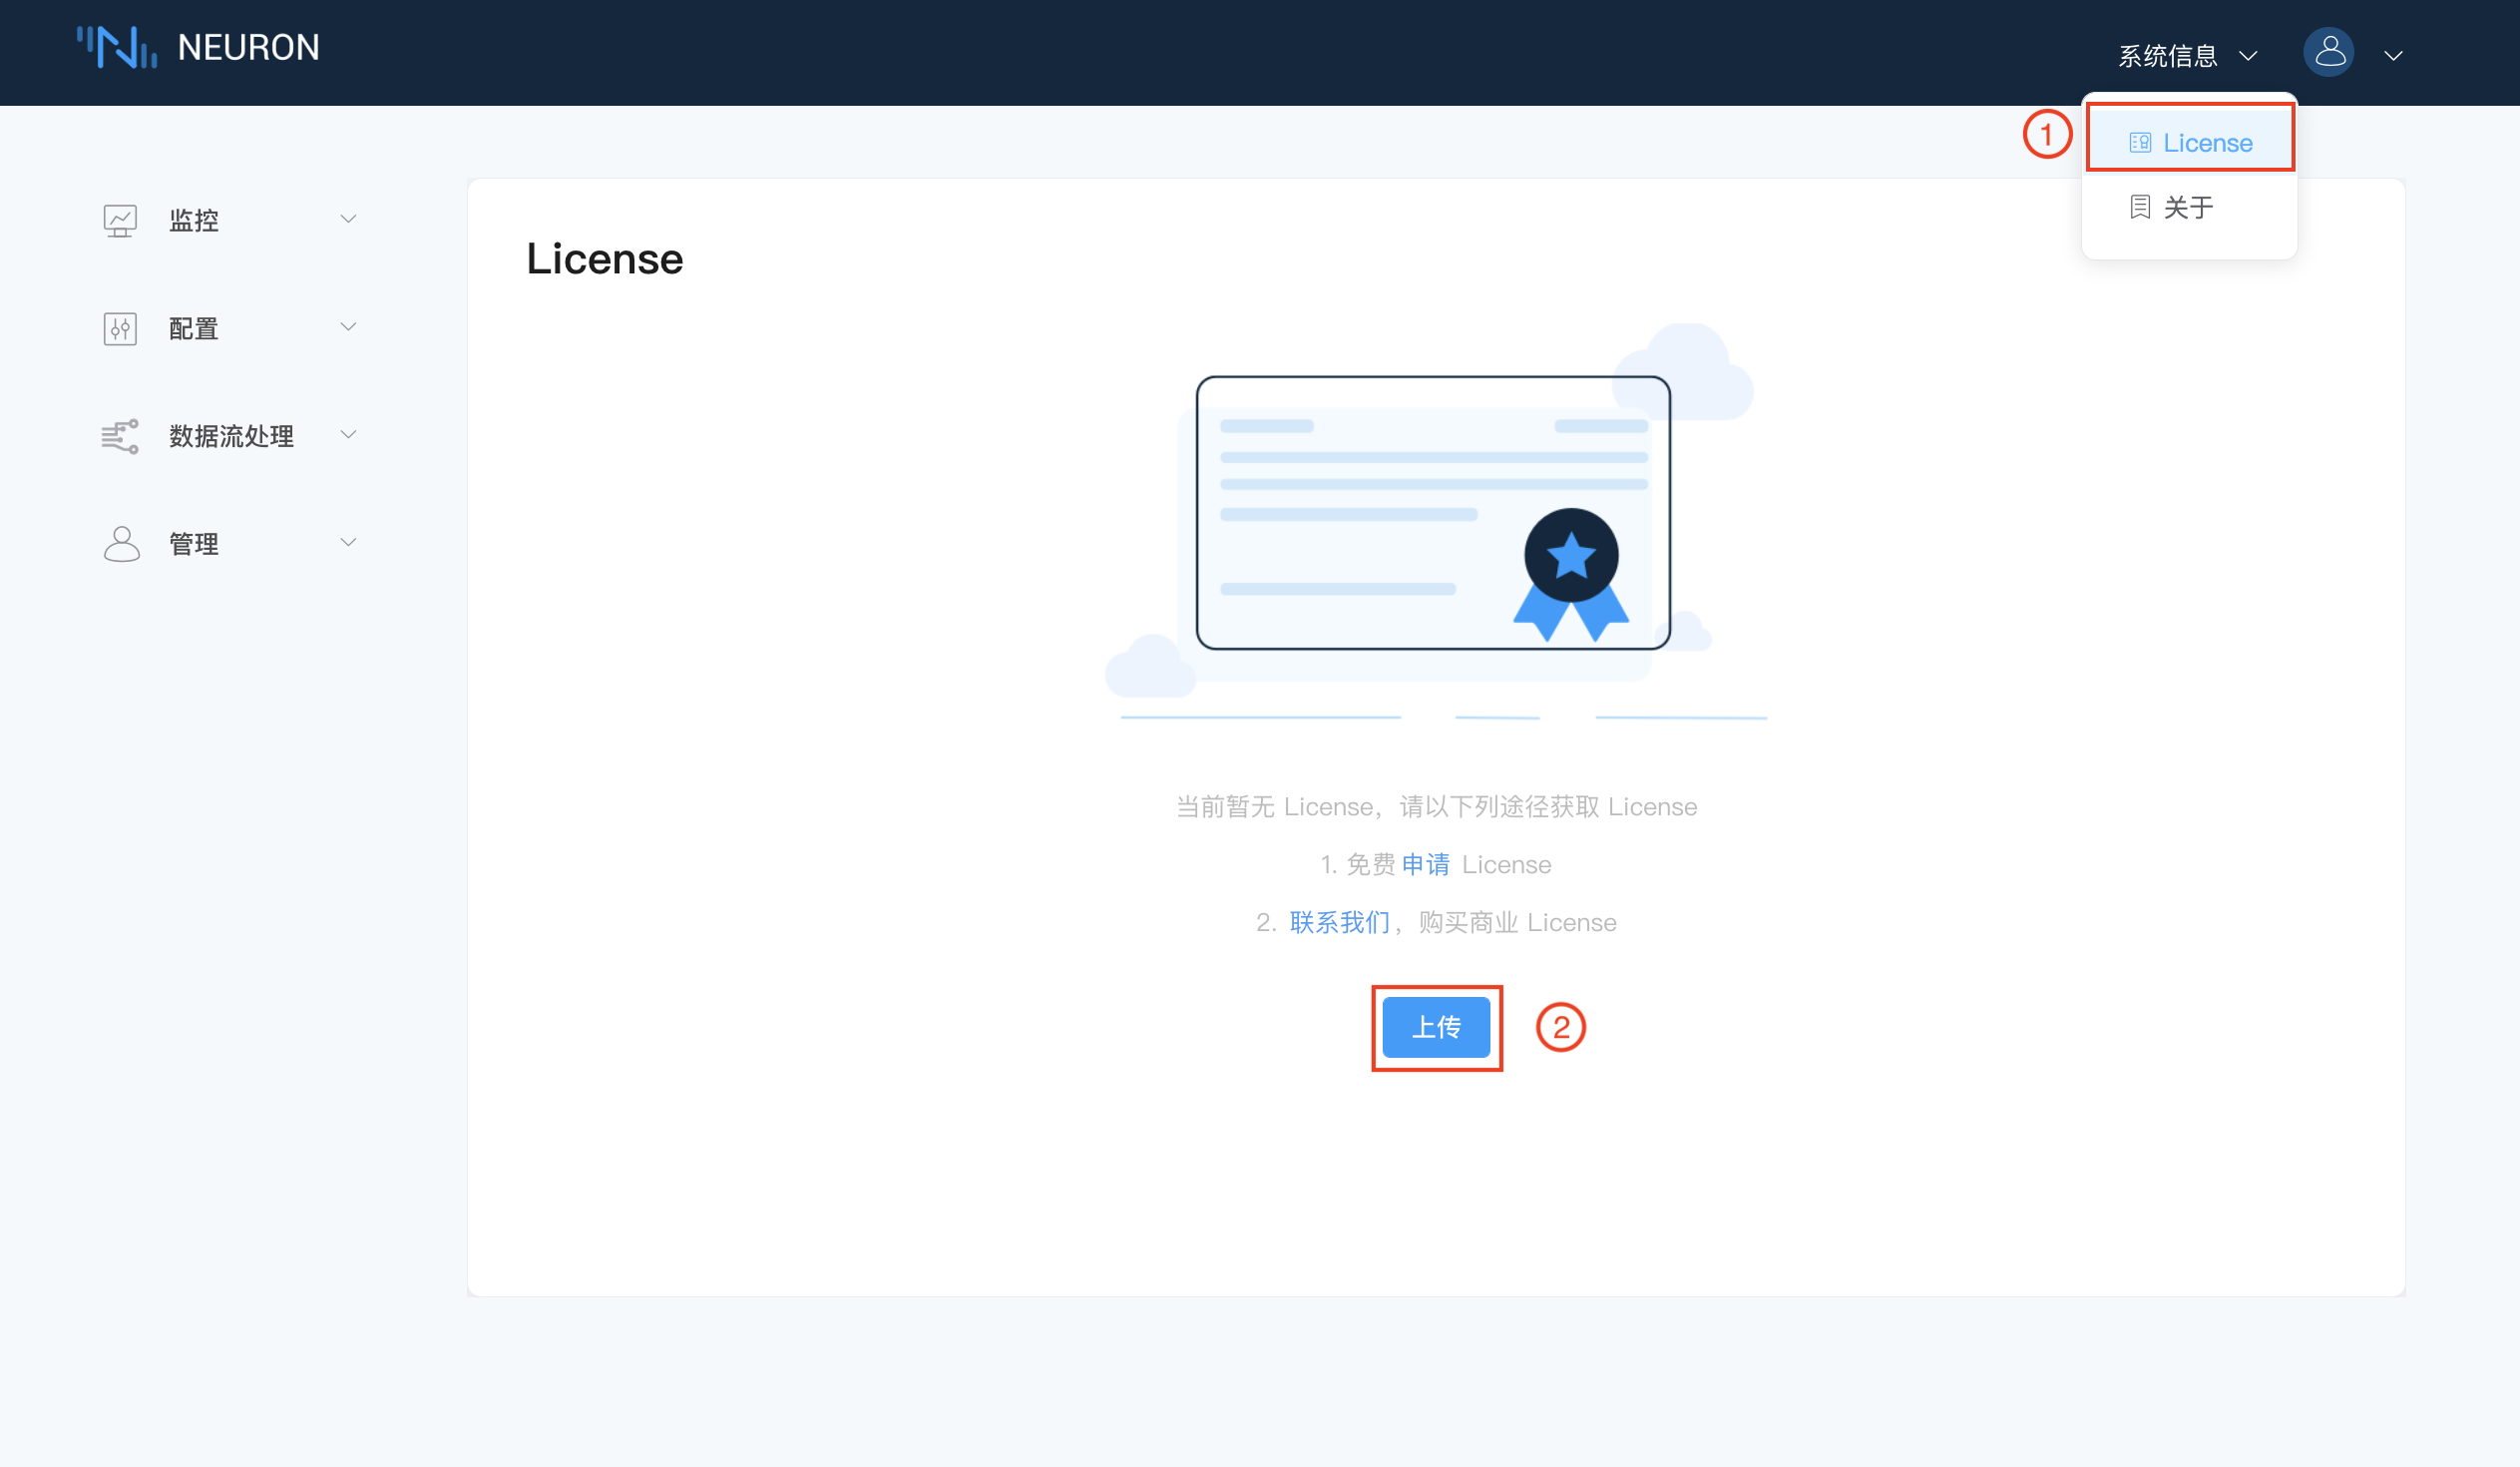 NEURON
系统信息
1
License
关于
监控
配置
数据流处理
管理
License
当前暂无 License，请以下列途径获取 License
1. 免费 申请 License
2. 联系我们，购买商业 License
上传
2